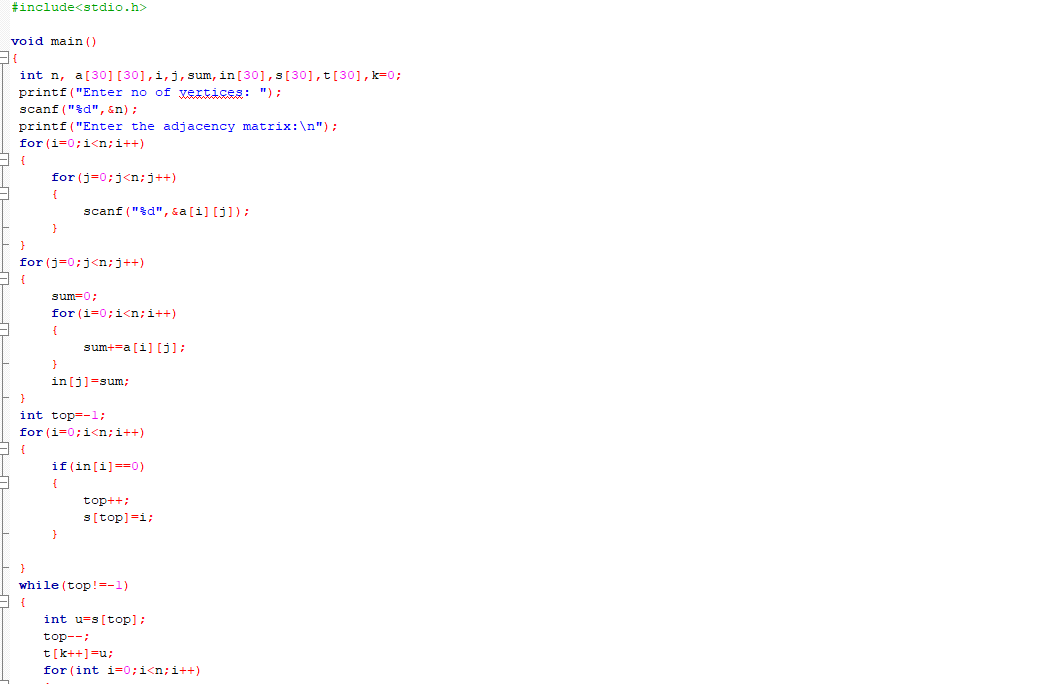 #include<stdio.h>
void main()
{
int n, a[30][30],i,j,sum,in[30],s[30],t[30],k=0;
printf("Enter no of vertices: ");
scanf("%d",&n);
printf("Enter the adjacency matrix:\n");
for(i=0;i<n;i++)
{
for(j=0;j<n;j++)
{
scanf("%d",&a[i][j]);
}
}
for(j=0;j<n;j++)
{
sum=0;
for(i=0;i<n;i++)
{
sum+=a[i][j];
}
in[j]=sum;
}
int top=-1;
for(i=0;i<n;i++)
{
if(in[i]==0)
{
top++;
s[top]=i;
}
}
while(top!=-1)
{
int u=s[top];
top--;
t[k++]=u;
for(int i=0;i<n;i++)